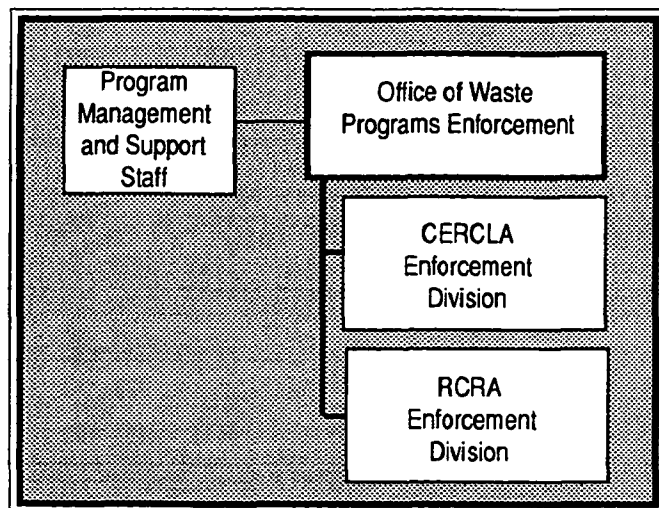 Program
Management
and Support
Staff
Office of Waste
Programs Enforcement
CERCLA
Enforcement
Division
RCRA
Enforcement
Division